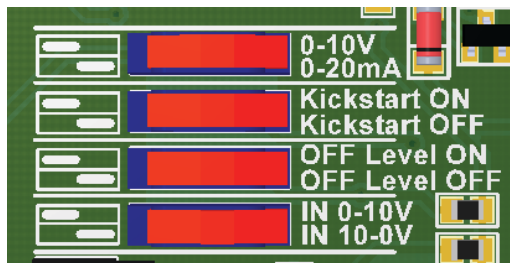 0-10V
0-20mA
Kickstart ON
Kickstart OFF
OFF Level ON
OFF Level OFF
IN 0-10V
IN 10-0V